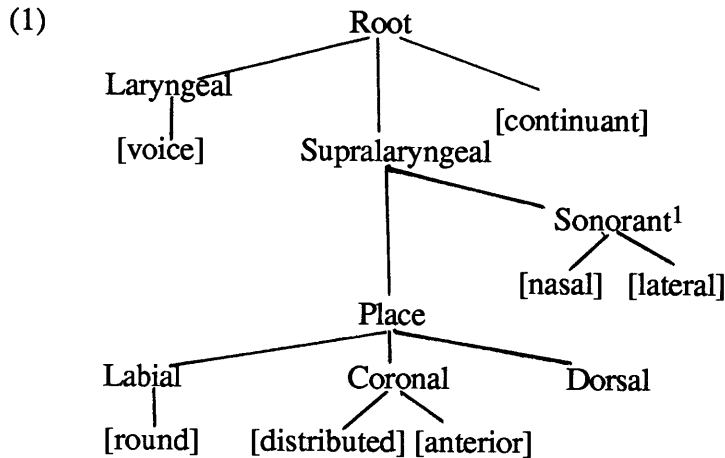 (1) Root
Laryngeal
[continuant]
[voice] Supralaryngeal
Sonorant¹
[nasal] [lateral]
Place
Labial Coronal Dorsal
[round] [distributed] [anterior]